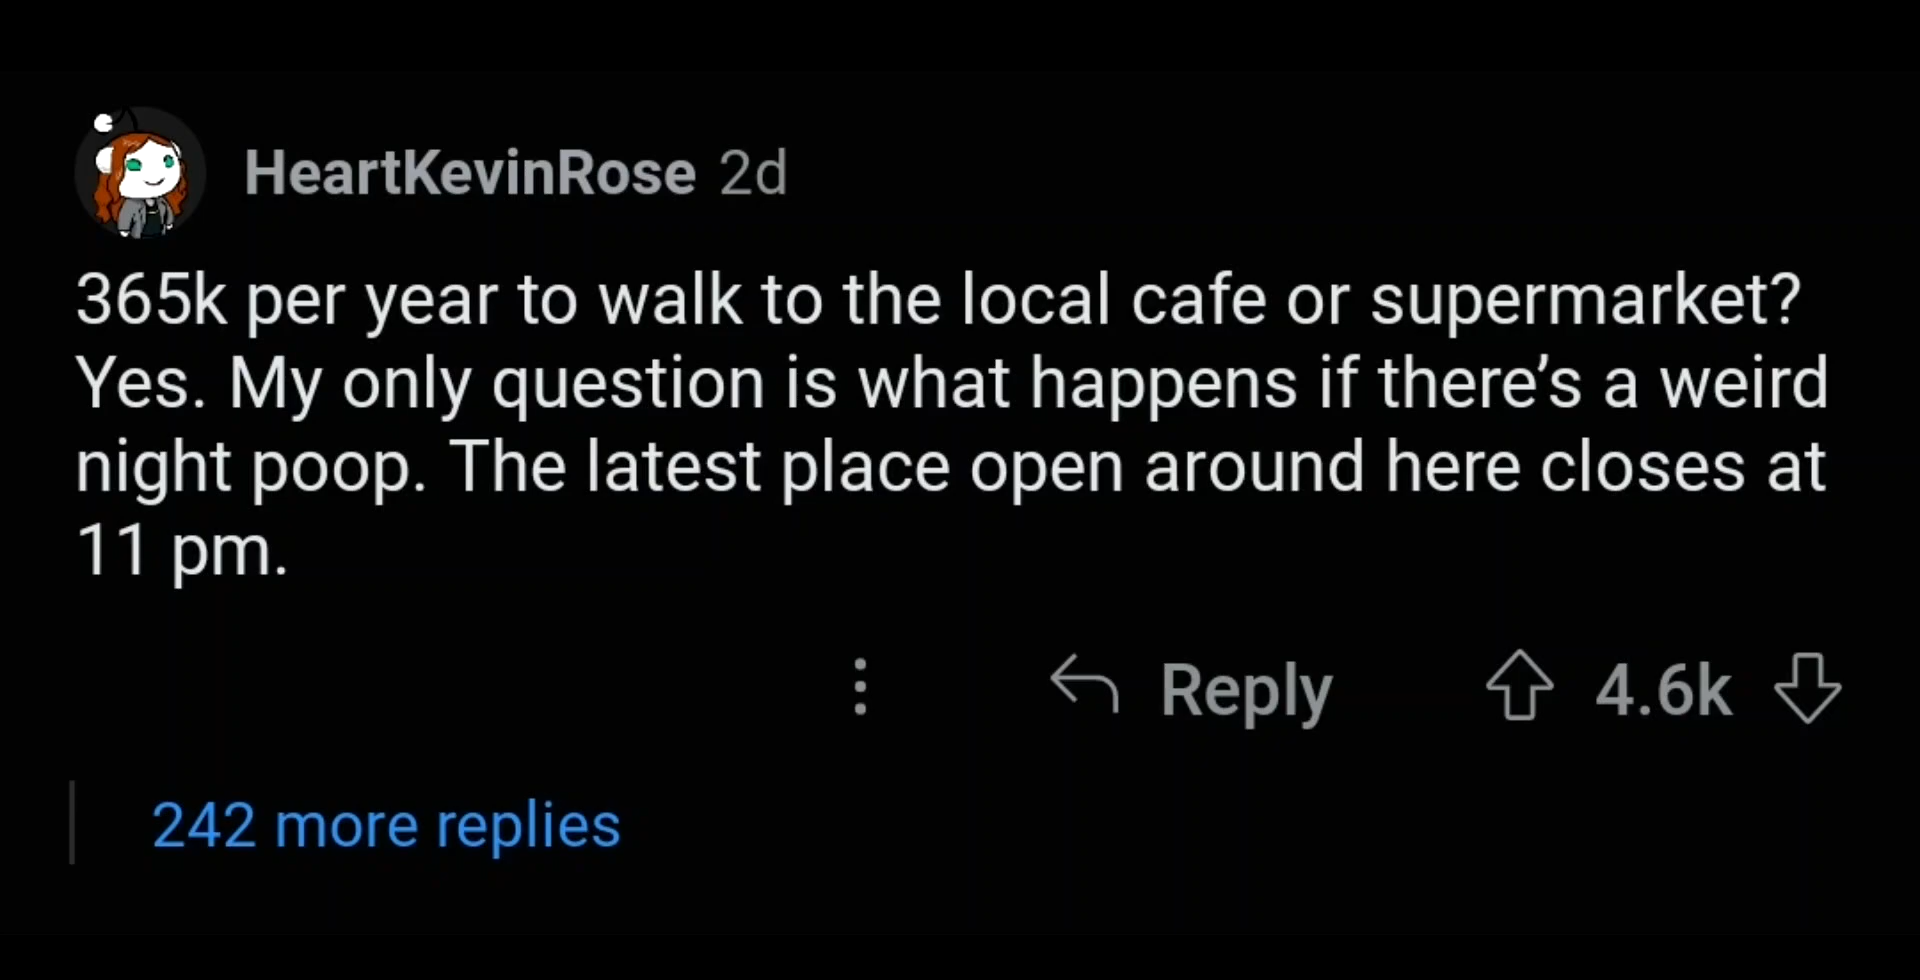 HeartKevinRose 2d
365k per year to walk to the local cafe or supermarket?
Yes. My only question is what happens if there’s a weird
night poop. The latest place open around here closes at
11 pm.
Reply 4.6k
242 more replies